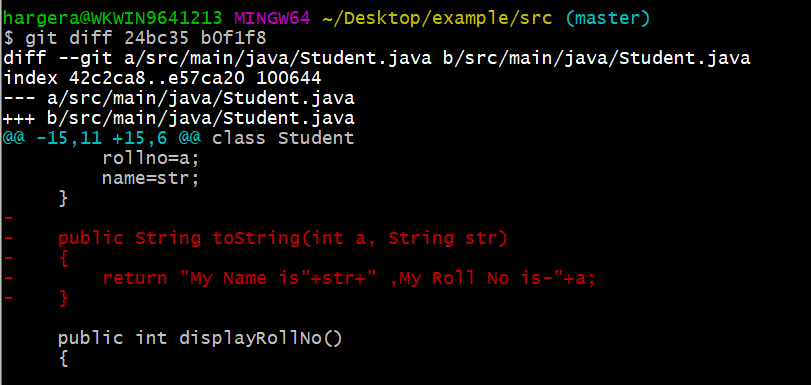 hargera@WKWIN9641213 MINGW64 ~/Desktop/example/src (master)
$ git diff 24bc35 b0f1f8
diff --git a/src/main/java/Student.java b/src/main/java/Student.java
index 42c2ca8..e57ca20 100644
--- a/src/main/java/Student.java
+++ b/src/main/java/Student.java
@@ -15,11 +15,6 @@ class Student
         rollno=a;
         name=str;
     }
-
-    public String toString(int a, String str)
-    {
-        return "My Name is"+str+" ,My Roll No is-"+a;
-    }

     public int displayRollNo()
     {